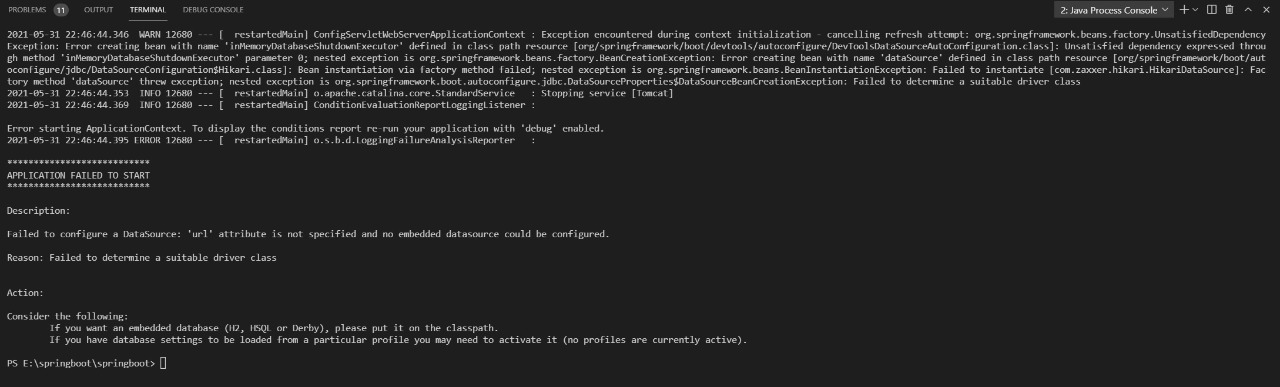 PROBLEMS 11 OUTPUT TERMINAL DEBUG CONSOLE 2: Java Process Console
2021-05-31 22:46:44.346  WARN 12680 --- [  restartedMain] ConfigServletWebServerApplicationContext : Exception encountered during context initialization - cancelling refresh attempt: org.springframework.beans.factory.UnsatisfiedDependency
Exception: Error creating bean with name 'inMemoryDatabaseShutdownExecutor' defined in class path resource [org/springframework/boot/devtools/autoconfigure/DevToolsDataSourceAutoConfiguration.class]: Unsatisfied dependency expressed throu
gh method 'inMemoryDatabaseShutdownExecutor' parameter 0; nested exception is org.springframework.beans.factory.BeanCreationException: Error creating bean with name 'dataSource' defined in class path resource [org/springframework/boot/aut
oconfigure/jdbc/DataSourceConfiguration$Hikari.class]: Bean instantiation via factory method failed; nested exception is org.springframework.beans.BeanInstantiationException: Failed to instantiate [com.zaxxer.hikari.HikariDataSource]: Fac
tory method 'dataSource' threw exception; nested exception is org.springframework.boot.autoconfigure.jdbc.DataSourceProperties$DataSourceBeanCreationException: Failed to determine a suitable driver class
2021-05-31 22:46:44.353  INFO 12680 --- [  restartedMain] o.apache.catalina.core.StandardService   : Stopping service [Tomcat]
2021-05-31 22:46:44.369  INFO 12680 --- [  restartedMain] ConditionEvaluationReportLoggingListener :
Error starting ApplicationContext. To display the conditions report re-run your application with 'debug' enabled.
2021-05-31 22:46:44.395 ERROR 12680 --- [  restartedMain] o.s.b.d.LoggingFailureAnalysisReporter   :
***************************
APPLICATION FAILED TO START
***************************
Description:
Failed to configure a DataSource: 'url' attribute is not specified and no embedded datasource could be configured.
Reason: Failed to determine a suitable driver class
Action:
Consider the following:
If you want an embedded database (H2, HSQL or Derby), please put it on the classpath.
If you have database settings to be loaded from a particular profile you may need to activate it (no profiles are currently active).
PS E:\springboot\springboot>